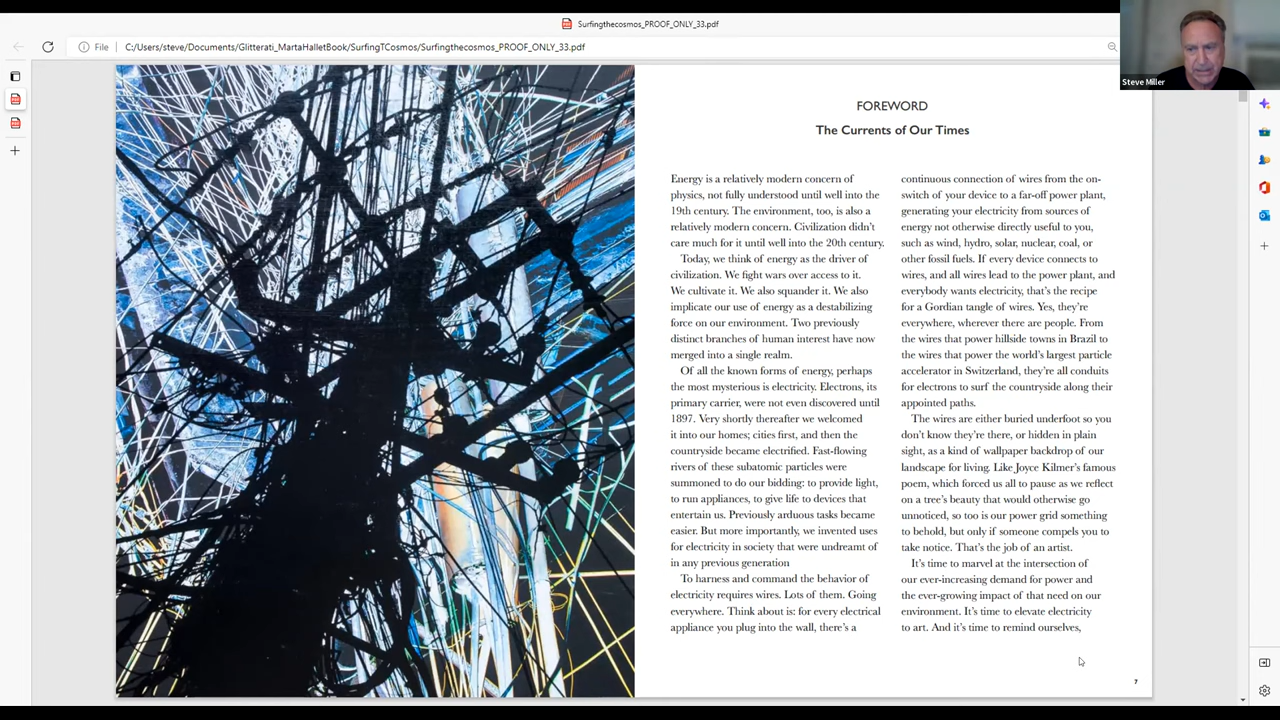 Surfingthecosmos_PROOF_ONLY_33.pdf
File
C:/Users/steve/Documents/Glitterati_MartaHalletBook/SurfingTCosmos/Surfingthecosmos_PROOF_ONLY_33.pdf
Steve Miller
FOREWORD
The Currents of Our Times
Energy is a relatively modern concern of
physics, not fully understood until well into the
19th century. The environment, too, is also a
relatively modern concern. Civilization didn't
care much for it until well into the 20th century.
Today, we think of energy as the driver of
civilization. We fight wars over access to it.
We cultivate it. We also squander it. We also
implicate our use of energy as a destabilizing
force on our environment. Two previously
distinct branches of human interest have now
merged into a single realm.
Of all the known forms of energy, perhaps
the most mysterious is electricity. Electrons, its
primary carrier, were not even discovered until
1897. Very shortly thereafter we welcomed
it into our homes; cities first, and then the
countryside became electrified. Fast-flowing
rivers of these subatomic particles were
summoned to do our bidding: to provide light,
to run appliances, to give life to devices that
entertain us. Previously arduous tasks became
easier. But more importantly, we invented uses
for electricity in society that were undreamt of
in any previous generation
To harness and command the behavior of
electricity requires wires. Lots of them. Going
everywhere. Think about is: for every electrical
appliance you plug into the wall, there's a
continuous connection of wires from the on-
switch of your device to a far-off power plant,
generating your electricity from sources of
energy not otherwise directly useful to you,
such as wind, hydro, solar, nuclear, coal, or
other fossil fuels. If every device connects to
wires, and all wires lead to the power plant, and
everybody wants electricity, that's the recipe
for a Gordian tangle of wires. Yes, they're
everywhere, wherever there are people. From
the wires that power hillside towns in Brazil to
the wires that power the world's largest particle
accelerator in Switzerland, they're all conduits
for electrons to surf the countryside along their
appointed paths.
The wires are either buried underfoot so you
don't know they're there, or hidden in plain
sight, as a kind of wallpaper backdrop of our
landscape for living. Like Joyce Kilmer's famous
poem, which forced us all to pause as we reflect
on a tree's beauty that would otherwise go
unnoticed, so too is our power grid something
to behold, but only if someone compels you to
take notice. That's the job of an artist.
It's time to marvel at the intersection of
our ever-increasing demand for power and
the ever-growing impact of that need on our
environment. It's time to elevate electricity
to art. And it's time to remind ourselves,
7